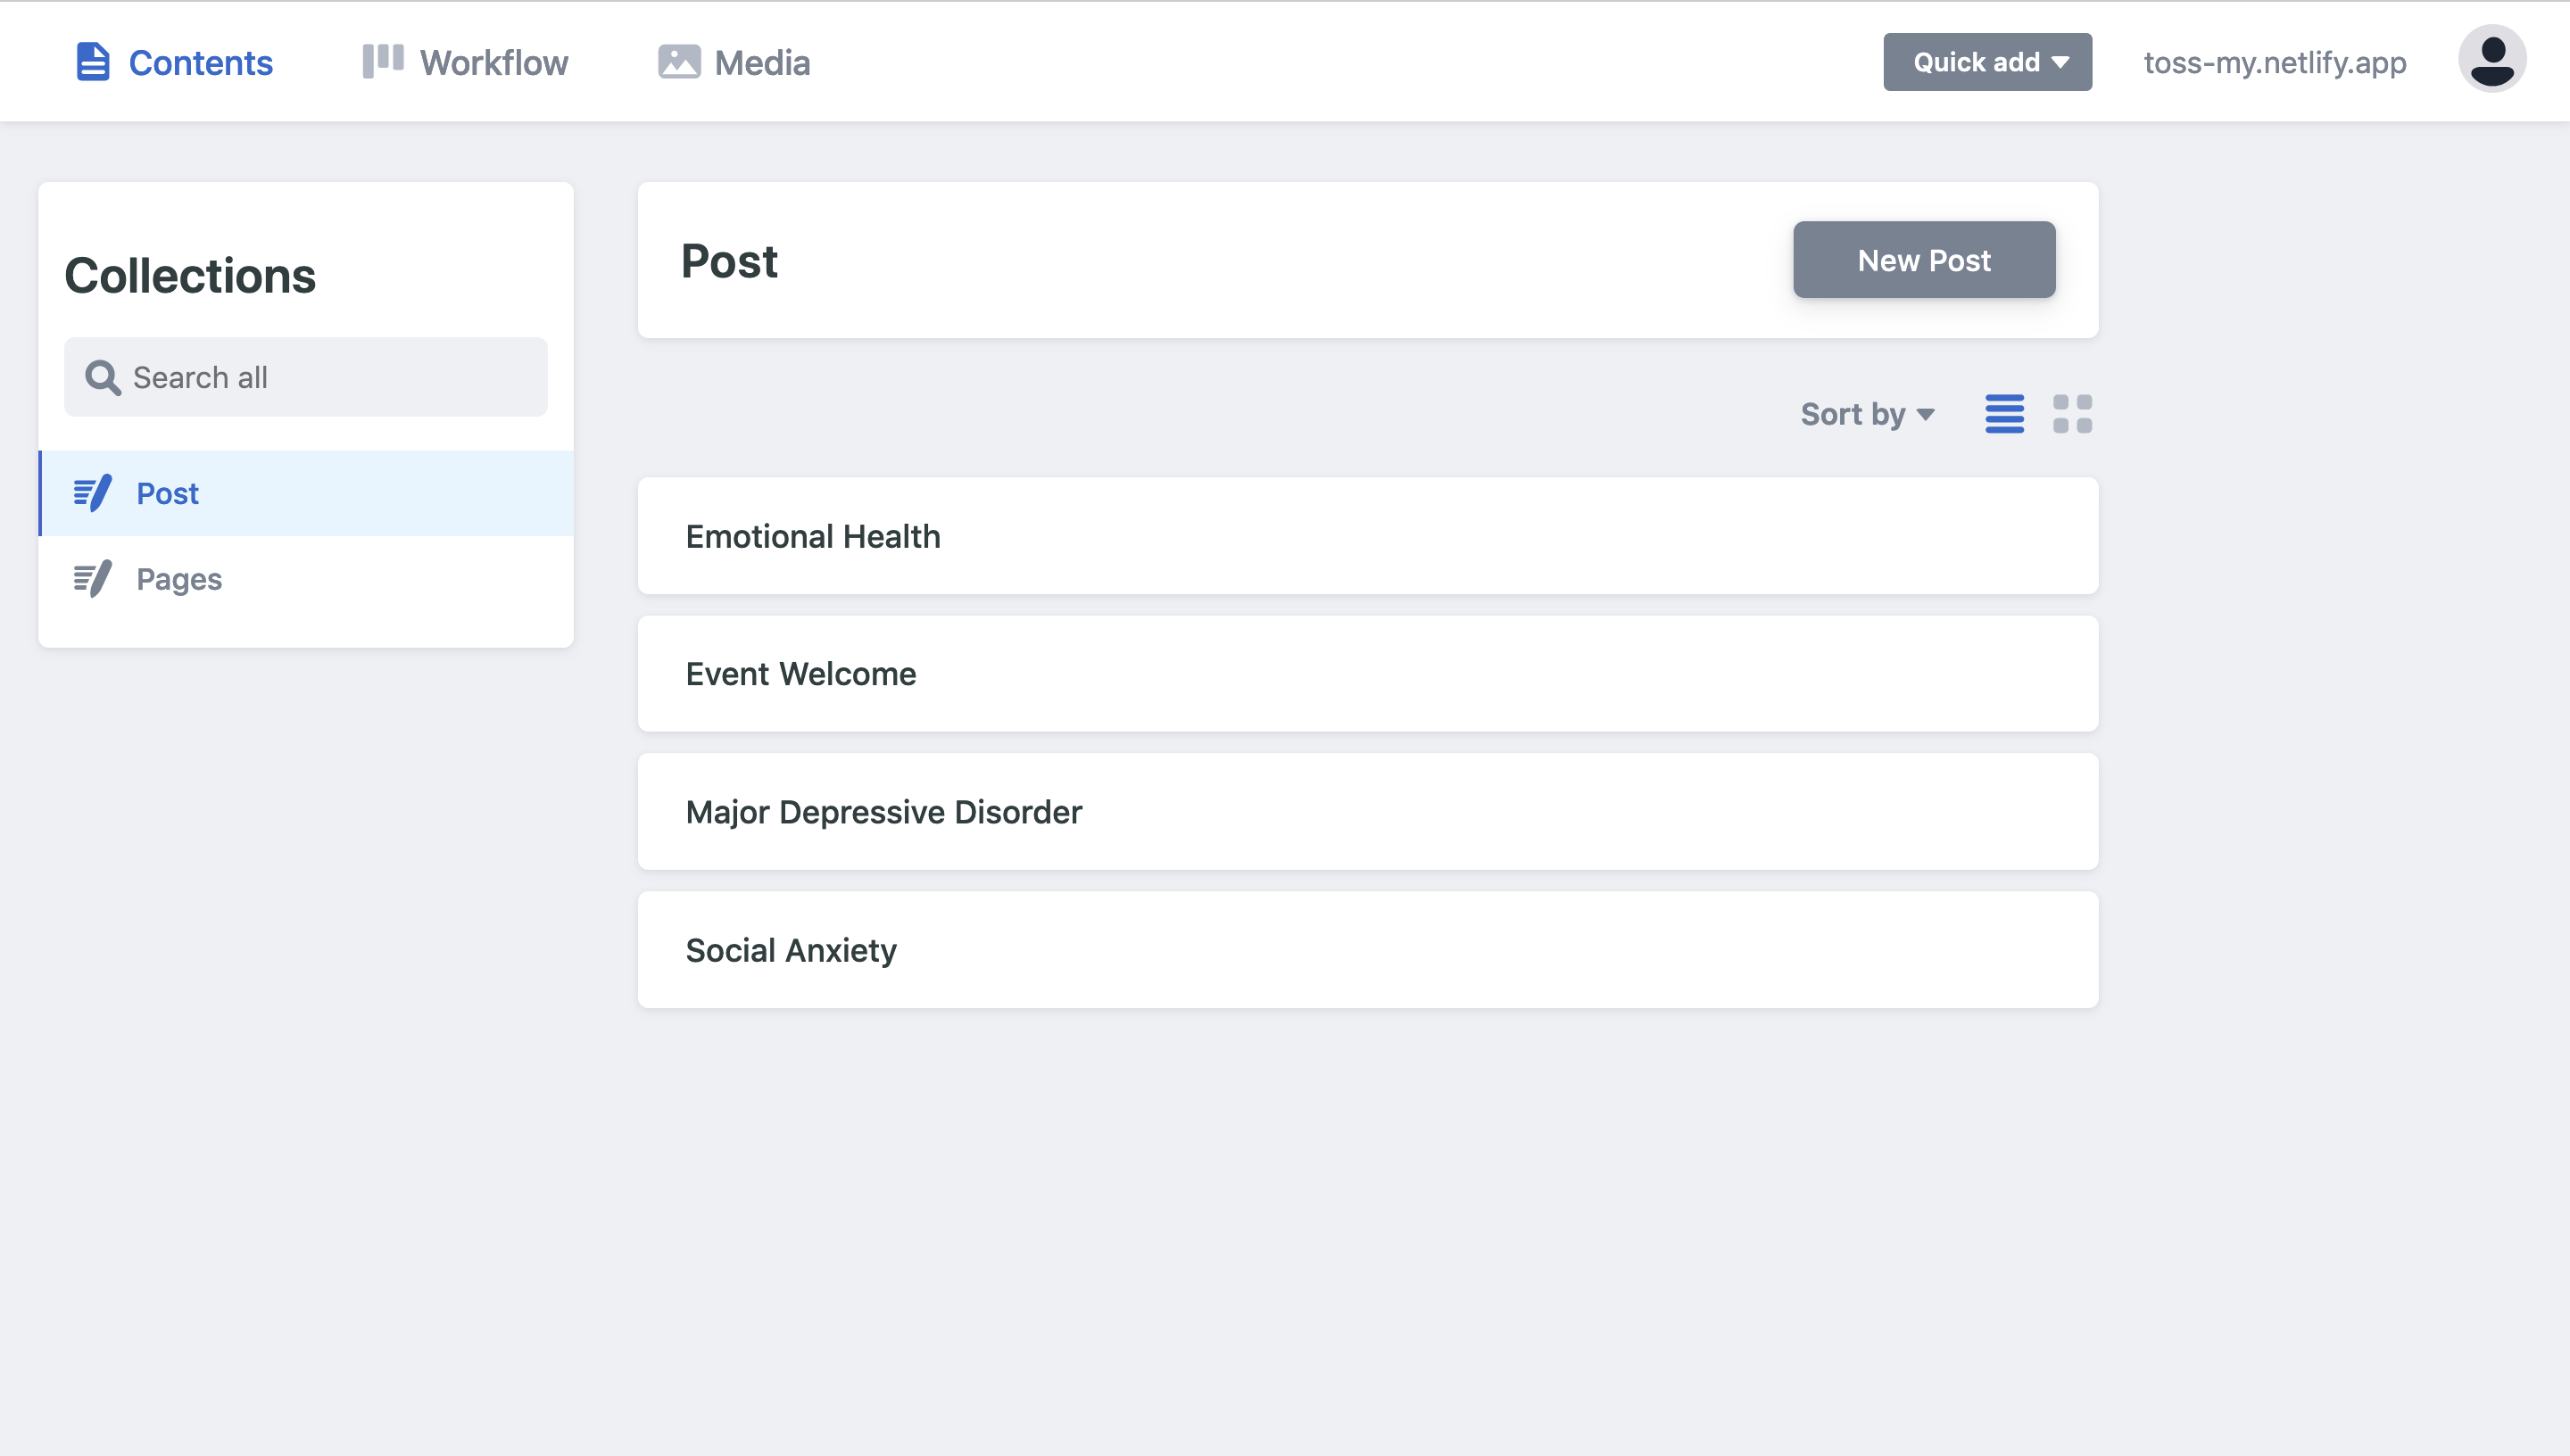 Contents
Workflow
Media
Quick add
toss-my.netlify.app
Collections
Search all
Post
Pages
Post
New Post
Sort by
Emotional Health
Event Welcome
Major Depressive Disorder
Social Anxiety